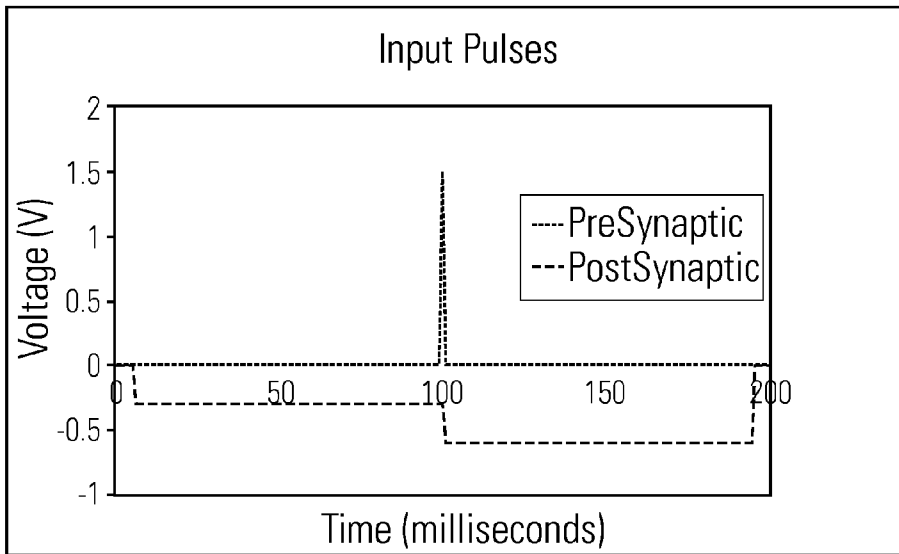 Input Pulses
Voltage (V)
2
1.5
1
0.5
0
-0.5
-1
PreSynaptic
PostSynaptic
0 50 100 150 200
Time (milliseconds)